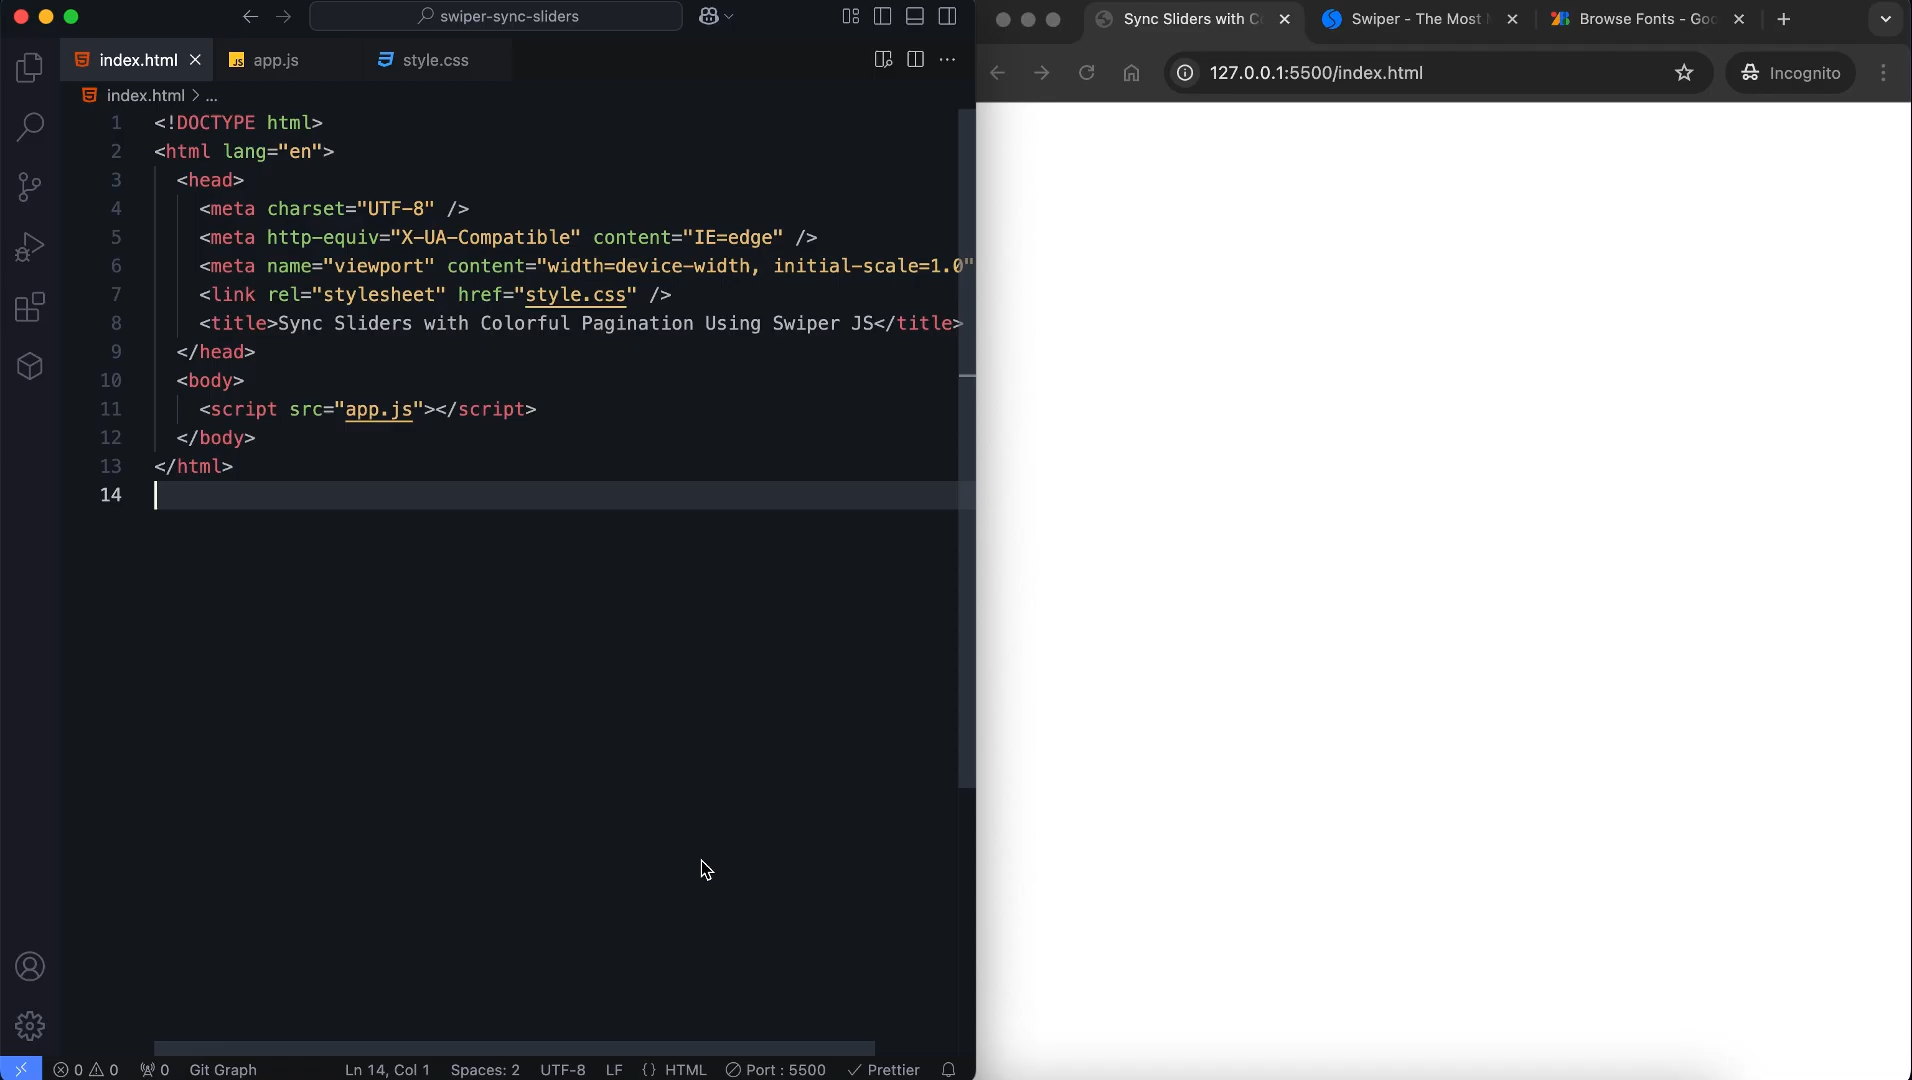 swiper-sync-sliders
index.html
app.js
style.css
index.html > ...
1 <!DOCTYPE html>
2 <html lang="en">
3 <head>
4 <meta charset="UTF-8" />
5 <meta http-equiv="X-UA-Compatible" content="IE=edge" />
6 <meta name="viewport" content="width=device-width, initial-scale=1.0"
7 <link rel="stylesheet" href="style.css" />
8 <title>Sync Sliders with Colorful Pagination Using Swiper JS</title>
9 </head>
10 <body>
11 <script src="app.js"></script>
12 </body>
13 </html>
14
0 0 0 Git Graph Ln 14, Col 1 Spaces: 2 UTF-8 LF {} HTML Port : 5500 Prettier
Sync Sliders with C
Swiper - The Most
Browse Fonts - Goo
127.0.0.1:5500/index.html
Incognito